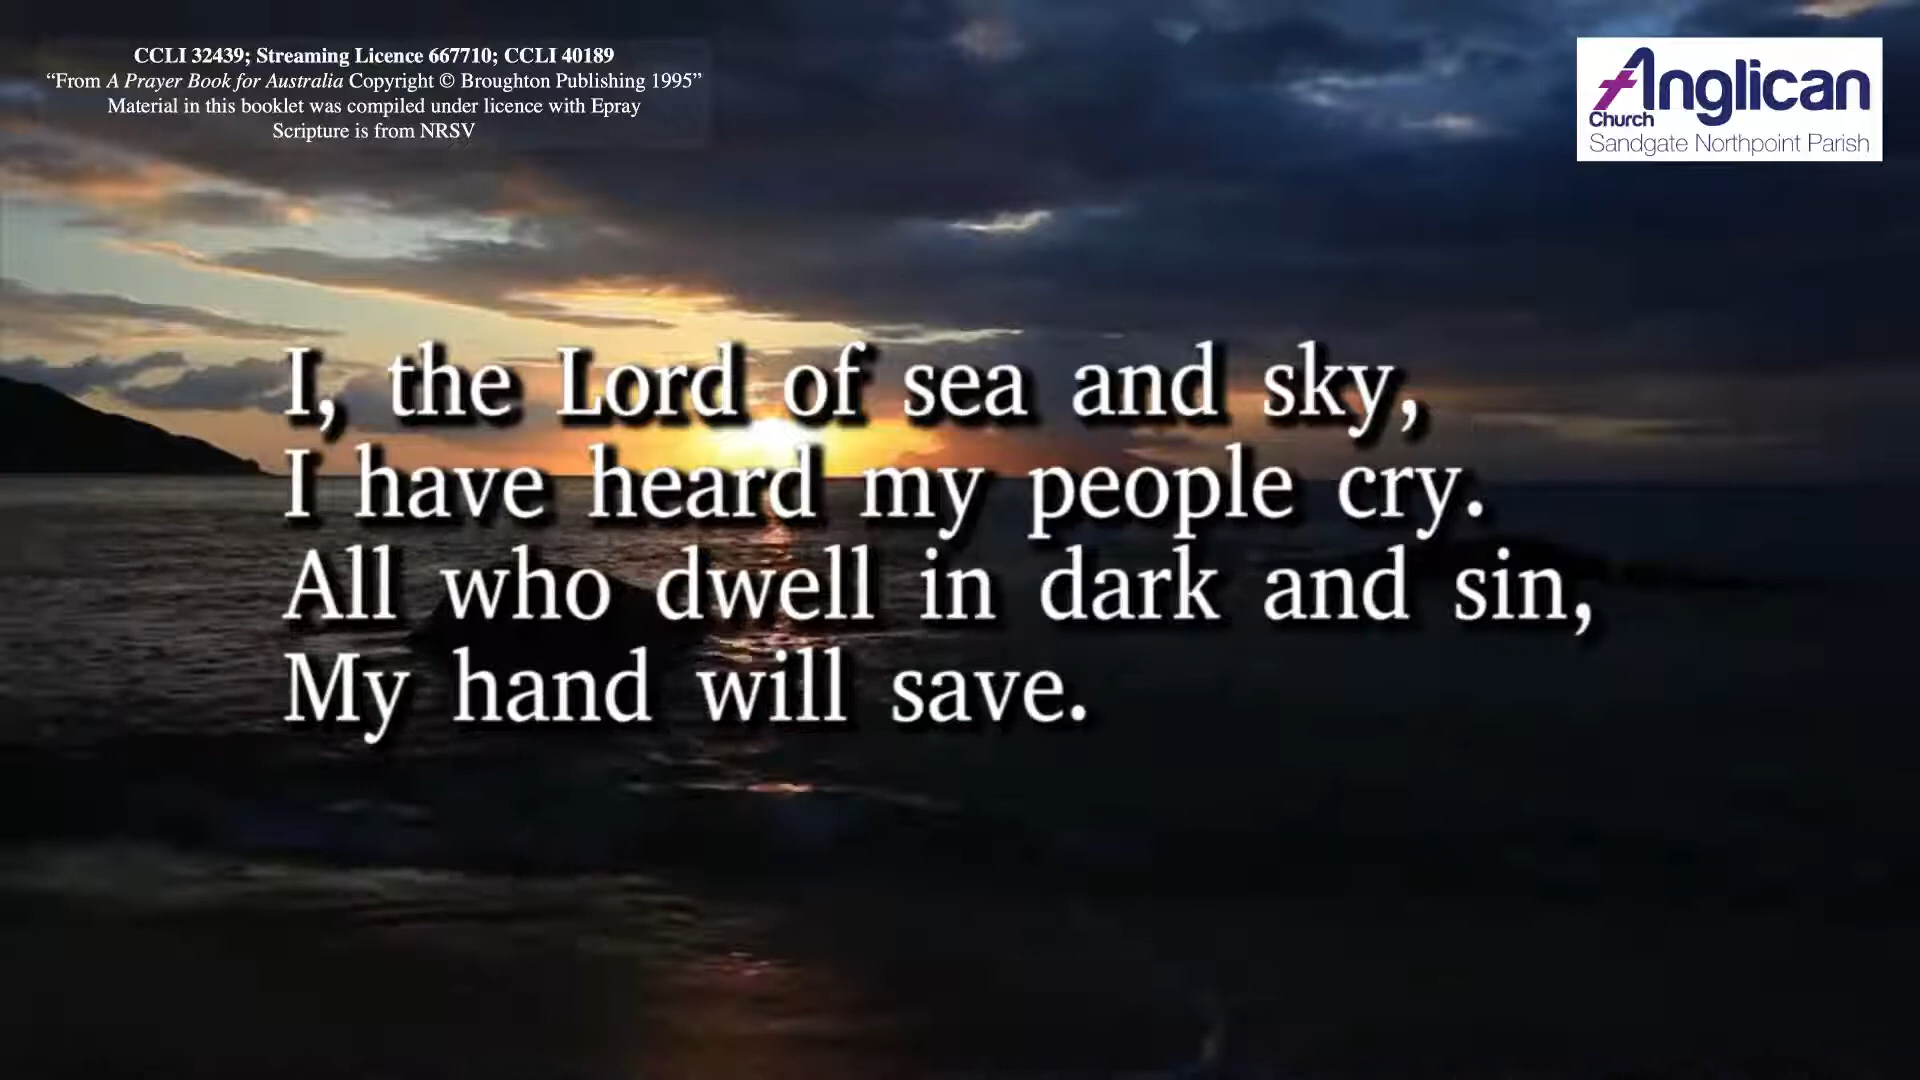 CCLI 32439; Streaming Licence 667710; CCLI 40189
“From A Prayer Book for Australia Copyright © Broughton Publishing 1995”
Material in this booklet was compiled under licence with Epray
Scripture is from NRSV
Anglican
Church
Sandgate Northpoint Parish
I, the Lord of sea and sky,
I have heard my people cry.
All who dwell in dark and sin,
My hand will save.